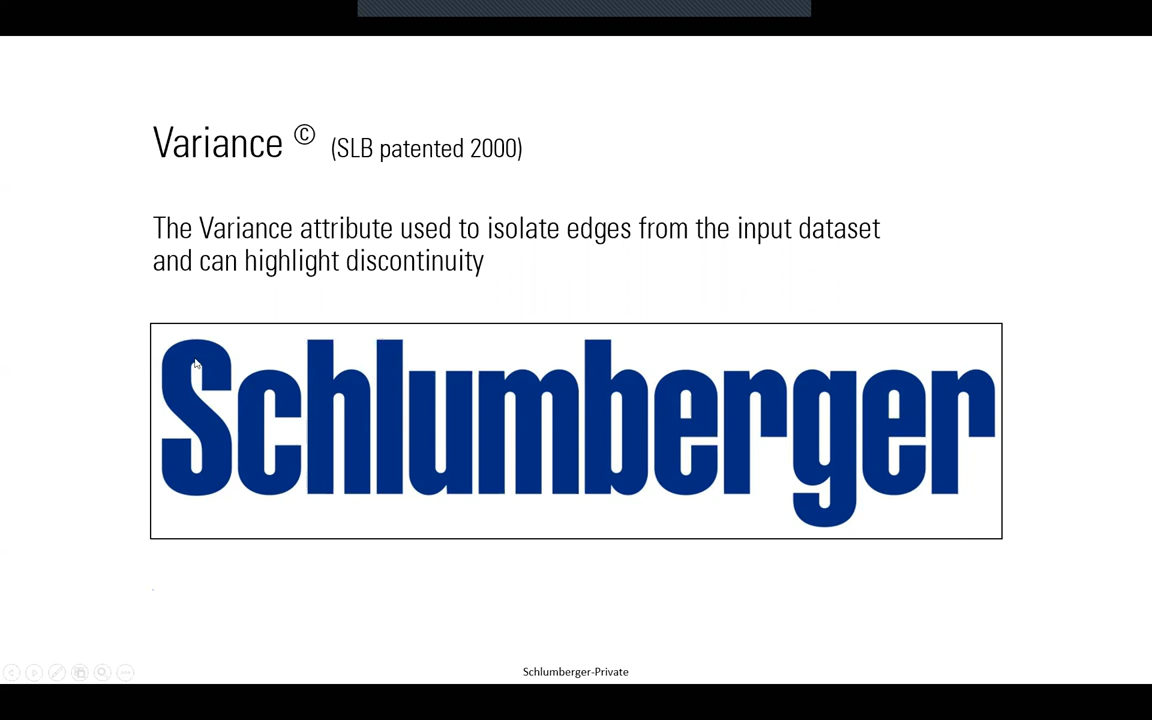 Variance © (SLB patented 2000)
The Variance attribute used to isolate edges from the input dataset
and can highlight discontinuity
Schlumberger
Schlumberger-Private